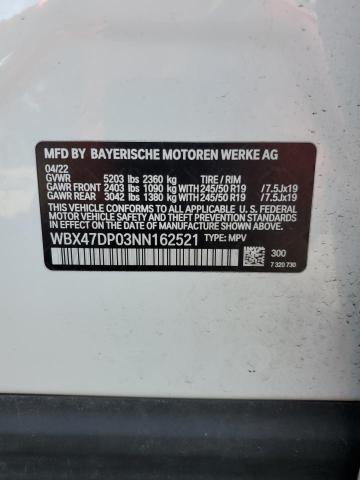 MFD BY BAYERISCHE MOTOREN WERKE AG
04/22
GVWR 5203 lbs 2360 kg TIRE / RIM
GAWR FRONT 2403 lbs 1090 kg WITH 245/50 R19 /7.5Jx19
GAWR REAR 3042 lbs 1380 kg WITH 245/50 R19 /7.5Jx19
THIS VEHICLE CONFORMS TO ALL APPLICABLE U.S. FEDERAL
MOTOR VEHICLE SAFETY, BUMPER, AND THEFT PREVENTION
STANDARDS IN EFFECT ON THE DATE OF MANUFACTURE SHOWN ABOVE.
WBX47DP03NN162521 TYPE: MPV
300
7 320 730